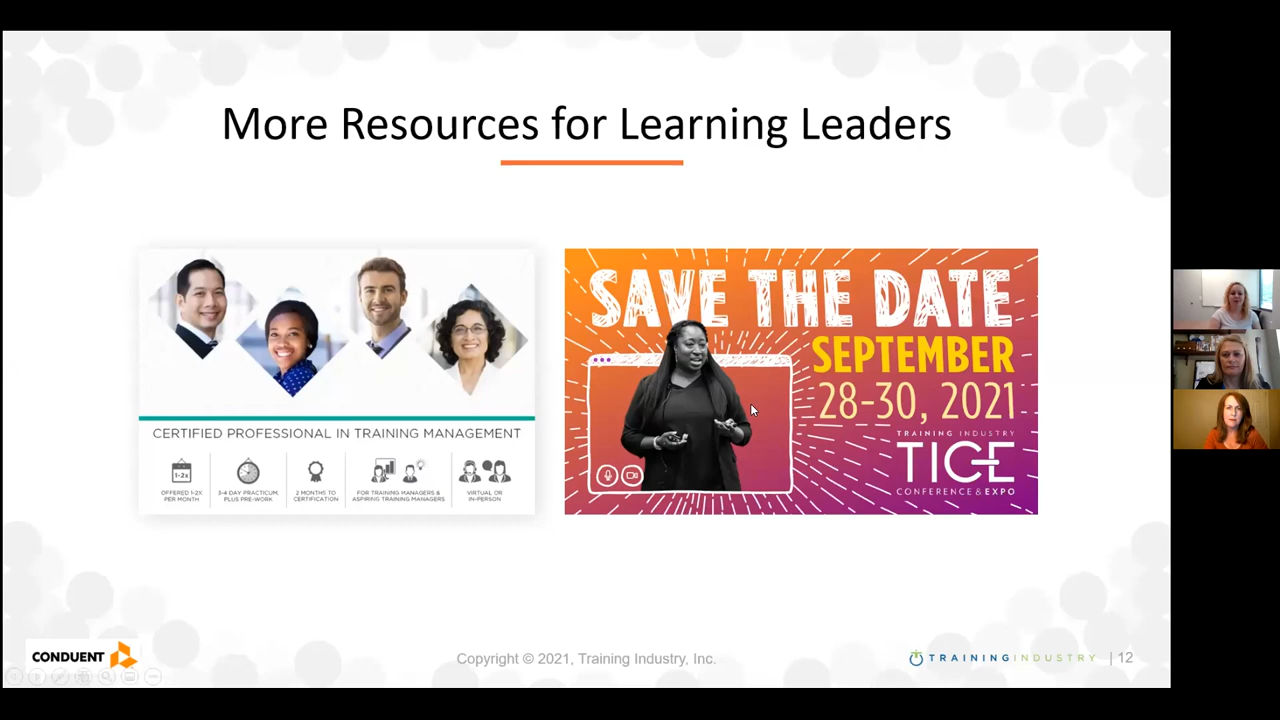 More Resources for Learning Leaders
CERTIFIED PROFESSIONAL IN TRAINING MANAGEMENT
1-2x
OFFERED 1-2X
PER MONTH
3-4 DAY PRACTICUM,
PLUS PRE-WORK
2 MONTHS TO
CERTIFICATION
FOR TRAINING MANAGERS &
ASPIRING TRAINING MANAGERS
VIRTUAL OR
IN-PERSON
SAVE THE DATE
SEPTEMBER
28-30, 2021
TRAINING INDUSTRY
TICE
CONFERENCE & EXPO
CONDUENT
Copyright © 2021, Training Industry, Inc.
TRAININGINDUSTRY | 12